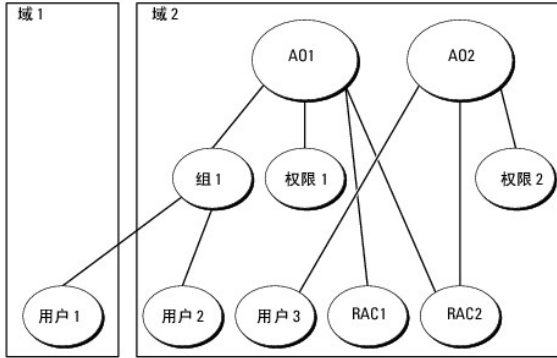 域 1
域 2
A01
A02
组 1
权限 1
权限 2
用户 1
用户 2
用户 3
RAC1
RAC2